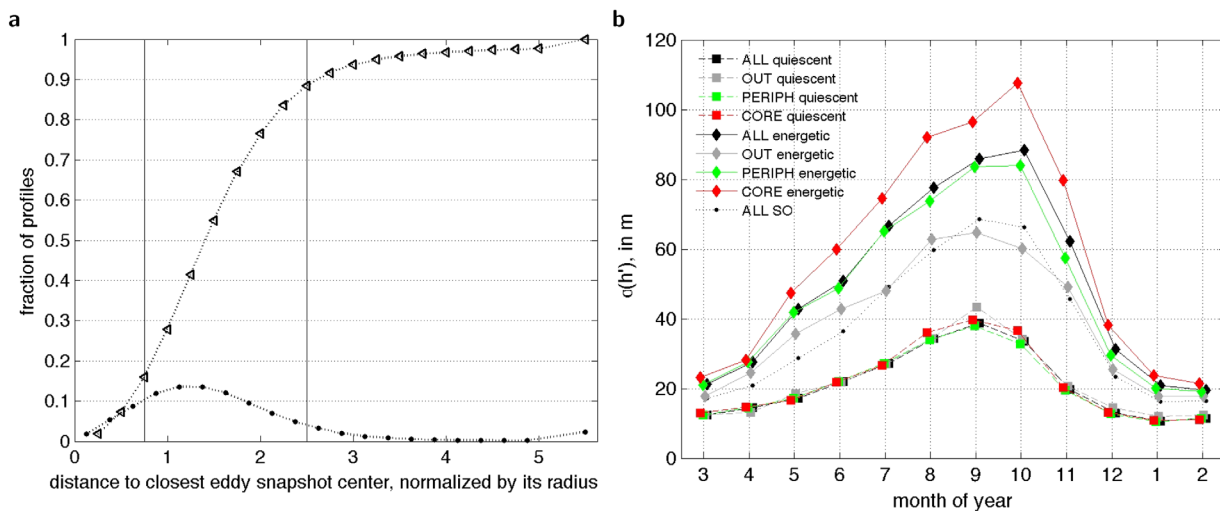 a
1
0.9
0.8
0.7
0.6
0.5
0.4
0.3
0.2
0.1
0
fraction of profiles
0 1 2 3 4 5
distance to closest eddy snapshot center, normalized by its radius
b
120
100
80
60
40
20
0
σ(h'), in m
ALL quiescent
OUT quiescent
PERIPH quiescent
CORE quiescent
ALL energetic
OUT energetic
PERIPH energetic
CORE energetic
ALL SO
3 4 5 6 7 8 9 10 11 12 1 2
month of year